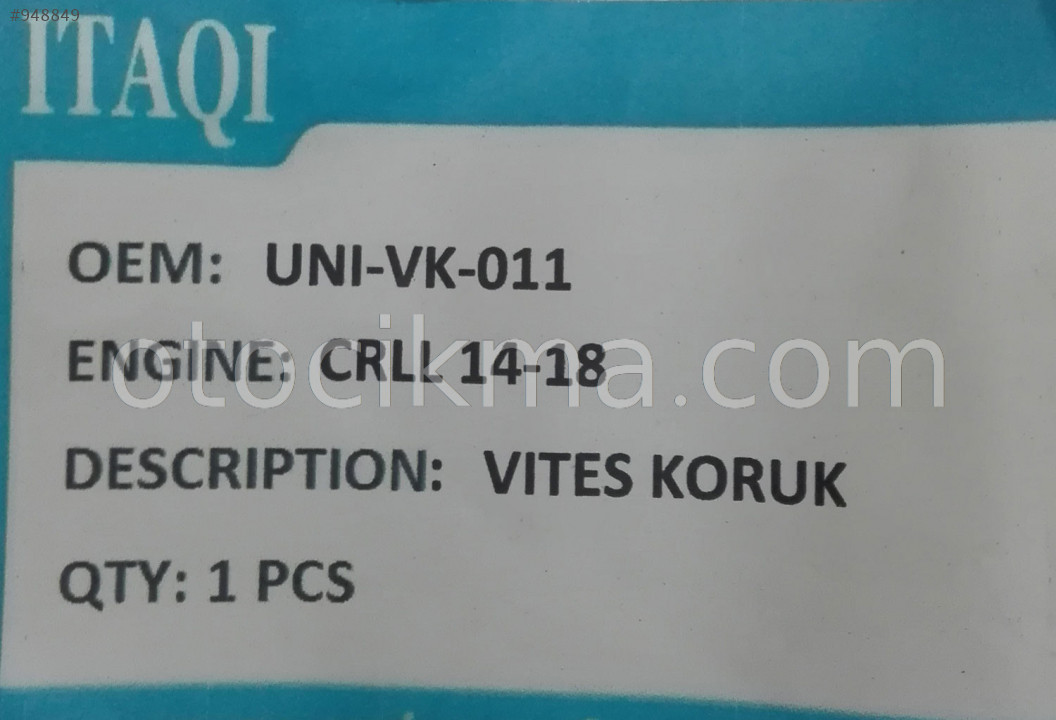 #948849
ITAQI
OEM: UNI-VK-011
ENGINE: CRLL 14-18
otocikma.com
DESCRIPTION: VITES KORUK
QTY: 1 PCS